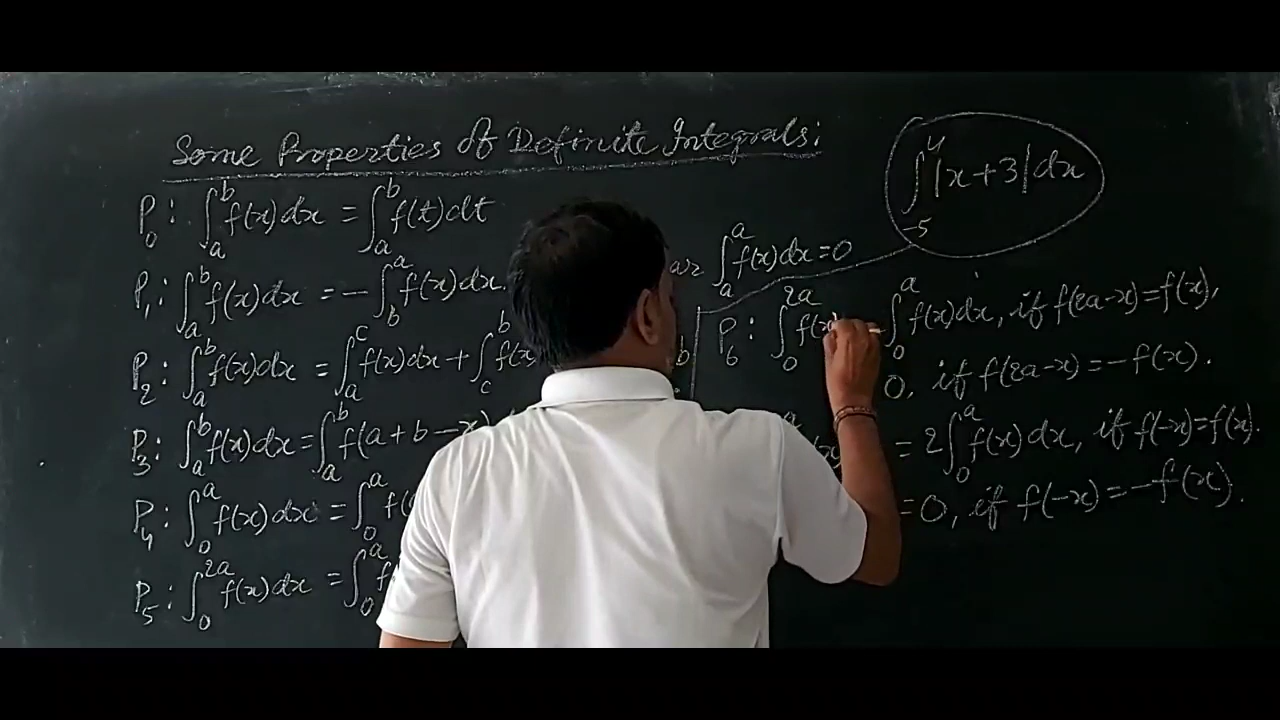 Some Properties of Definite Integrals:
∫_{-5}^{4} |x+3| dx
P₀: ∫_a^b f(x)dx = ∫_a^b f(t)dt
P₁: ∫_a^b f(x)dx = -∫_b^a f(x)dx.
∫_a^a f(x)dx = 0
P₂: ∫_a^b f(x)dx = ∫_a^c f(x)dx + ∫_c^b f(x)
P₃: ∫_a^b f(x)dx = ∫_a^b f(a+b-x)
P₄: ∫_0^a f(x)dx = ∫_0^a f(
P₅: ∫_0^{2a} f(x)dx = ∫_0^a f
P₆: ∫_0^{2a} f(x) ∫_0^a f(x)dx, if f(2a-x)=f(x),
0, if f(2a-x)=-f(x).
= 2∫_0^a f(x)dx, if f(-x)=f(x).
=0, if f(-x)=-f(x).